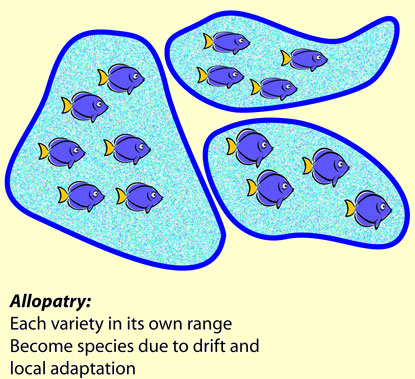 Allopatry:
Each variety in its own range
Become species due to drift and
local adaptation